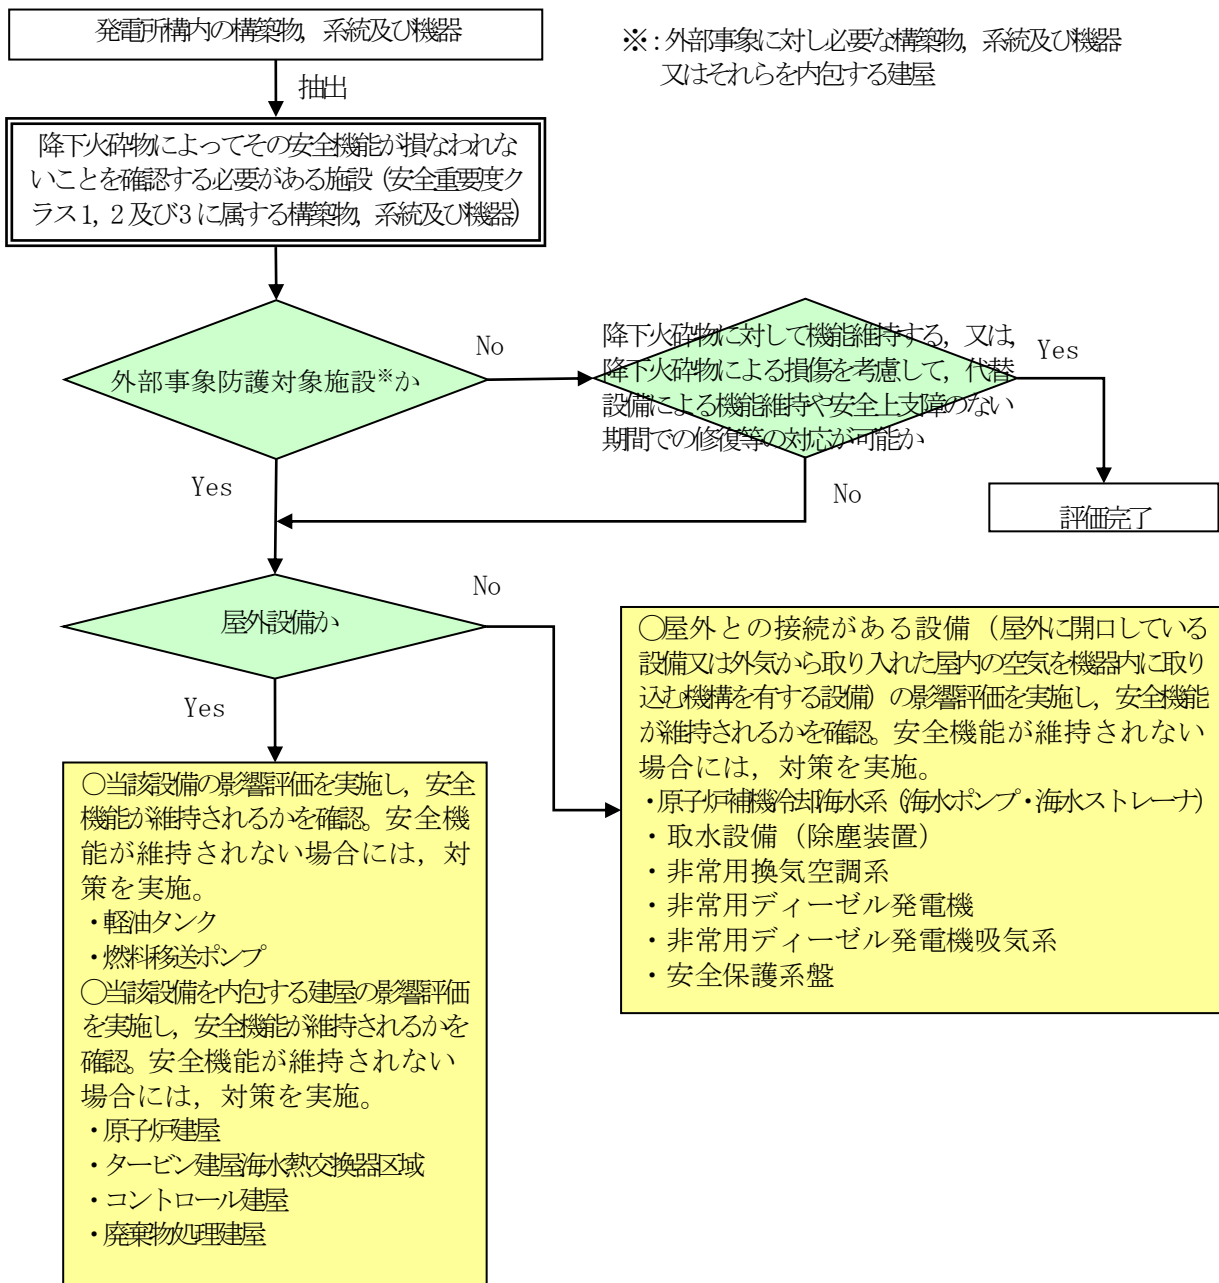 発電所構内の構築物，系統及び機器
※：外部事象に対し必要な構築物，系統及び機器
又はそれらを内包する建屋
抽出
降下火砕物によってその安全機能が損なわれな
いことを確認する必要がある施設（安全重要度ク
ラス1，2及び3に属する構築物，系統及び機器）
外部事象防護対象施設※か
No
降下火砕物に対して機能維持する，又は，
降下火砕物による損傷を考慮して，代替
設備による機能維持や安全上支障のない
期間での修復等の対応が可能か
Yes
Yes
No
評価完了
屋外設備か
No
Yes
○当該設備の影響評価を実施し，安全
機能が維持されるかを確認。安全機
能が維持されない場合には，対
策を実施。
・軽油タンク
・燃料移送ポンプ
○当該設備を内包する建屋の影響評価
を実施し，安全機能が維持されるかを
確認。安全機能が維持されない
場合には，対策を実施。
・原子炉建屋
・タービン建屋海水熱交換器区域
・コントロール建屋
・廃棄物処理建屋
○屋外との接続がある設備（屋外に開口している
設備又は外気から取り入れた屋内の空気を機器内に取り
込む機構を有する設備）の影響評価を実施し，安全機能
が維持されるかを確認。安全機能が維持されない
場合には，対策を実施。
・原子炉補機冷却海水系（海水ポンプ・海水ストレーナ）
・取水設備（除塵装置）
・非常用換気空調系
・非常用ディーゼル発電機
・非常用ディーゼル発電機吸気系
・安全保護系盤